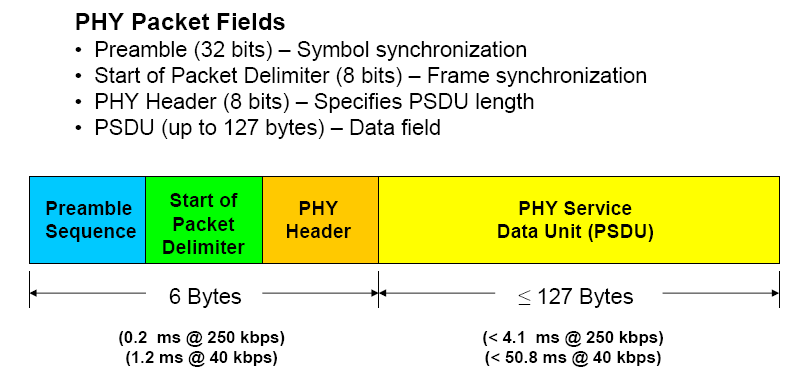 PHY Packet Fields
• Preamble (32 bits) – Symbol synchronization
• Start of Packet Delimiter (8 bits) – Frame synchronization
• PHY Header (8 bits) – Specifies PSDU length
• PSDU (up to 127 bytes) – Data field
Preamble
Sequence
Start of
Packet
Delimiter
PHY
Header
PHY Service
Data Unit (PSDU)
6 Bytes
≤ 127 Bytes
(0.2 ms @ 250 kbps)
(1.2 ms @ 40 kbps)
(< 4.1 ms @ 250 kbps)
(< 50.8 ms @ 40 kbps)